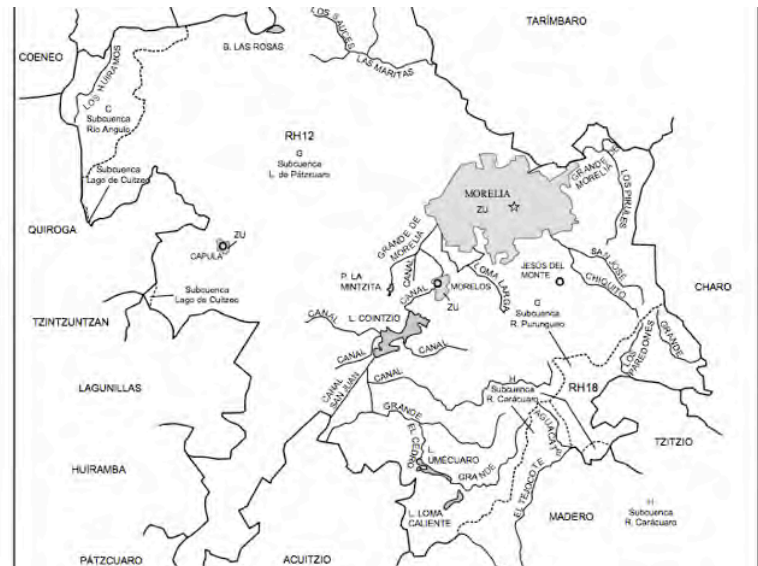 TARÍMBARO
COENEO
B. LAS ROSAS
LOS SAUCES
LAS MARITAS
LOS HUIRAMOS
C
Subcuenca
Río Angulo
RH12
G
Subcuenca
L. de Pátzcuaro
Subcuenca
Lago de Cuitzeo
GRANDE DE
MORELIA
LOS PIRULES
MORELIA
ZU
QUIROGA
ZU
CAPULA
GRANDE DE
MORELIA
CANAL
SAN JOSÉ
CHIQUITO
P. LA
MINTZITA
CANAL
MORELOS
ZU
LOMA LARGA
JESÚS DEL
MONTE
CHARO
Subcuenca
Lago de Cuitzeo
TZINTZUNTZAN
CANAL
L. COINTZIO
G
Subcuenca
R. Purungueo
CANAL
CANAL
LOS
PAREDONES
GRANDE
LAGUNILLAS
CANAL
SAN JUAN
CANAL
H
Subcuenca
R. Carácuaro
RH18
GRANDE
EL CEDRO
AGUACATE
TZITZIO
L.
UMÉCUARO
GRANDE
HUIRAMBA
EL TEJOCOTE
L. LOMA
CALIENTE
MADERO
H
Subcuenca
R. Carácuaro
PÁTZCUARO
ACUITZIO